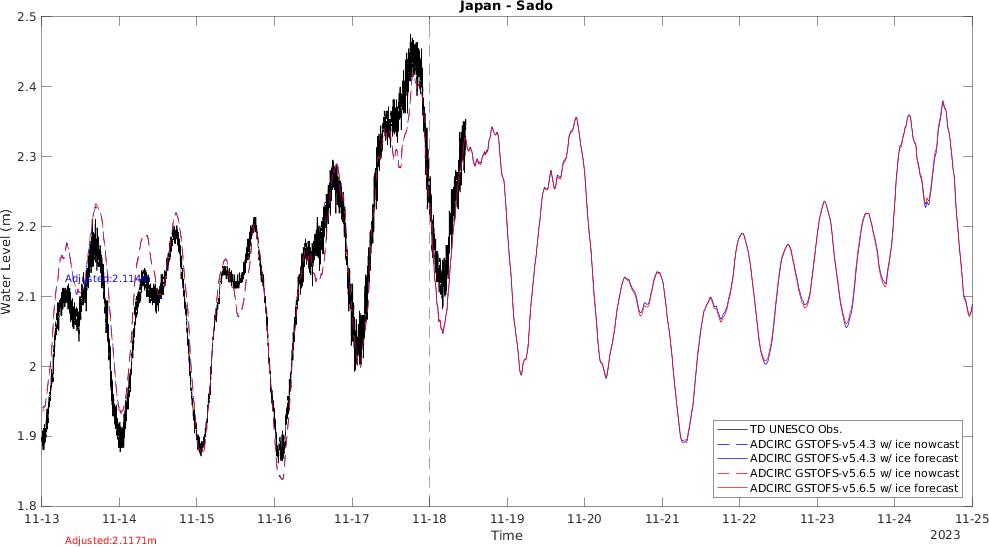 Japan - Sado
2.5
2.4
2.3
2.2
2.1
2
1.9
1.8
Water Level (m)
TD UNESCO Obs.
ADCIRC GSTOFS-v5.4.3 w/ ice nowcast
ADCIRC GSTOFS-v5.4.3 w/ ice forecast
ADCIRC GSTOFS-v5.6.5 w/ ice nowcast
ADCIRC GSTOFS-v5.6.5 w/ ice forecast
11-13 11-14 11-15 11-16 11-17 11-18 11-19 11-20 11-21 11-22 11-23 11-24 11-25
Time
2023
Adjusted:2.1171m